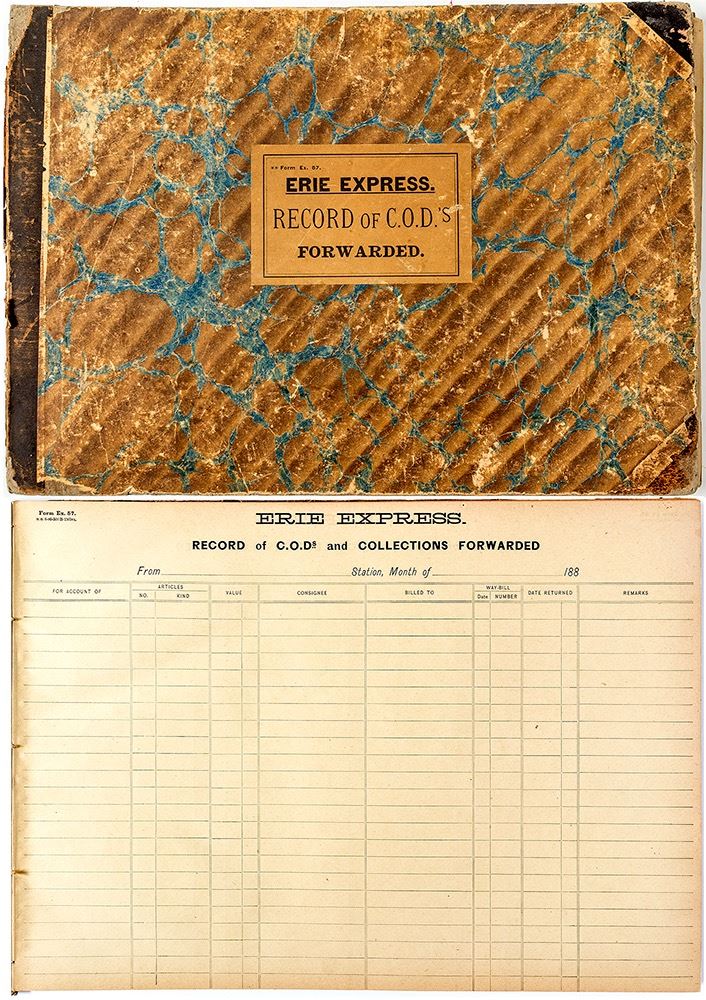 Form Ex. 57.
ERIE EXPRESS.
RECORD OF C.O.D.'S
FORWARDED.
Form Ex. 57.
ERIE EXPRESS.
RECORD of C.O.Ds and COLLECTIONS FORWARDED
From Station, Month of 188
FOR ACCOUNT OF ARTICLES VALUE CONSIGNEE BILLED TO WAY-BILL DATE RETURNED REMARKS
NO. KIND Date NUMBER